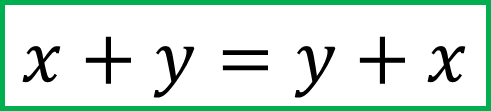 x + y = y + x